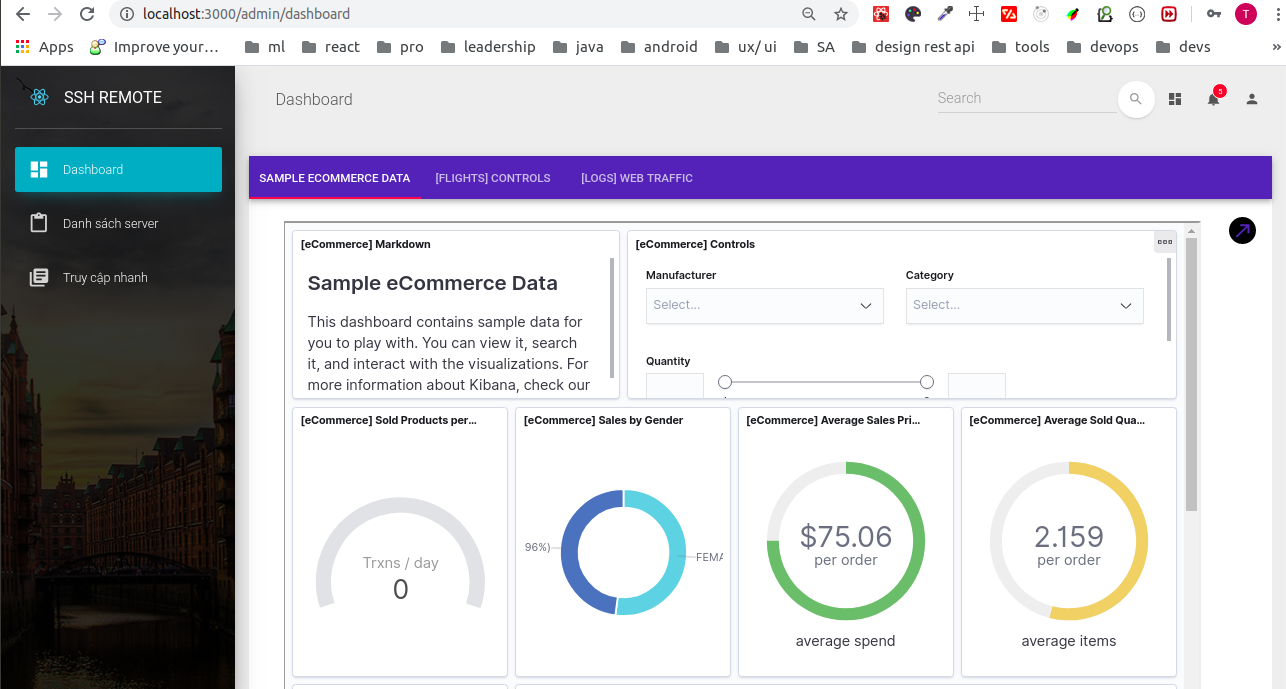 localhost:3000/admin/dashboard
T
Apps
Improve your…
ml
react
pro
leadership
java
android
ux/ ui
SA
design rest api
tools
devops
devs
»
SSH REMOTE
Dashboard
Search
5
Dashboard
Danh sách server
Truy cập nhanh
SAMPLE ECOMMERCE DATA
[FLIGHTS] CONTROLS
[LOGS] WEB TRAFFIC
[eCommerce] Markdown
Sample eCommerce Data
This dashboard contains sample data for
you to play with. You can view it, search
it, and interact with the visualizations. For
more information about Kibana, check our
[eCommerce] Controls
Manufacturer
Category
Select...
Select...
Quantity
[eCommerce] Sold Products per...
Trxns / day
0
[eCommerce] Sales by Gender
96%)
FEMA
[eCommerce] Average Sales Pri...
$75.06
per order
average spend
[eCommerce] Average Sold Qua...
2.159
per order
average items